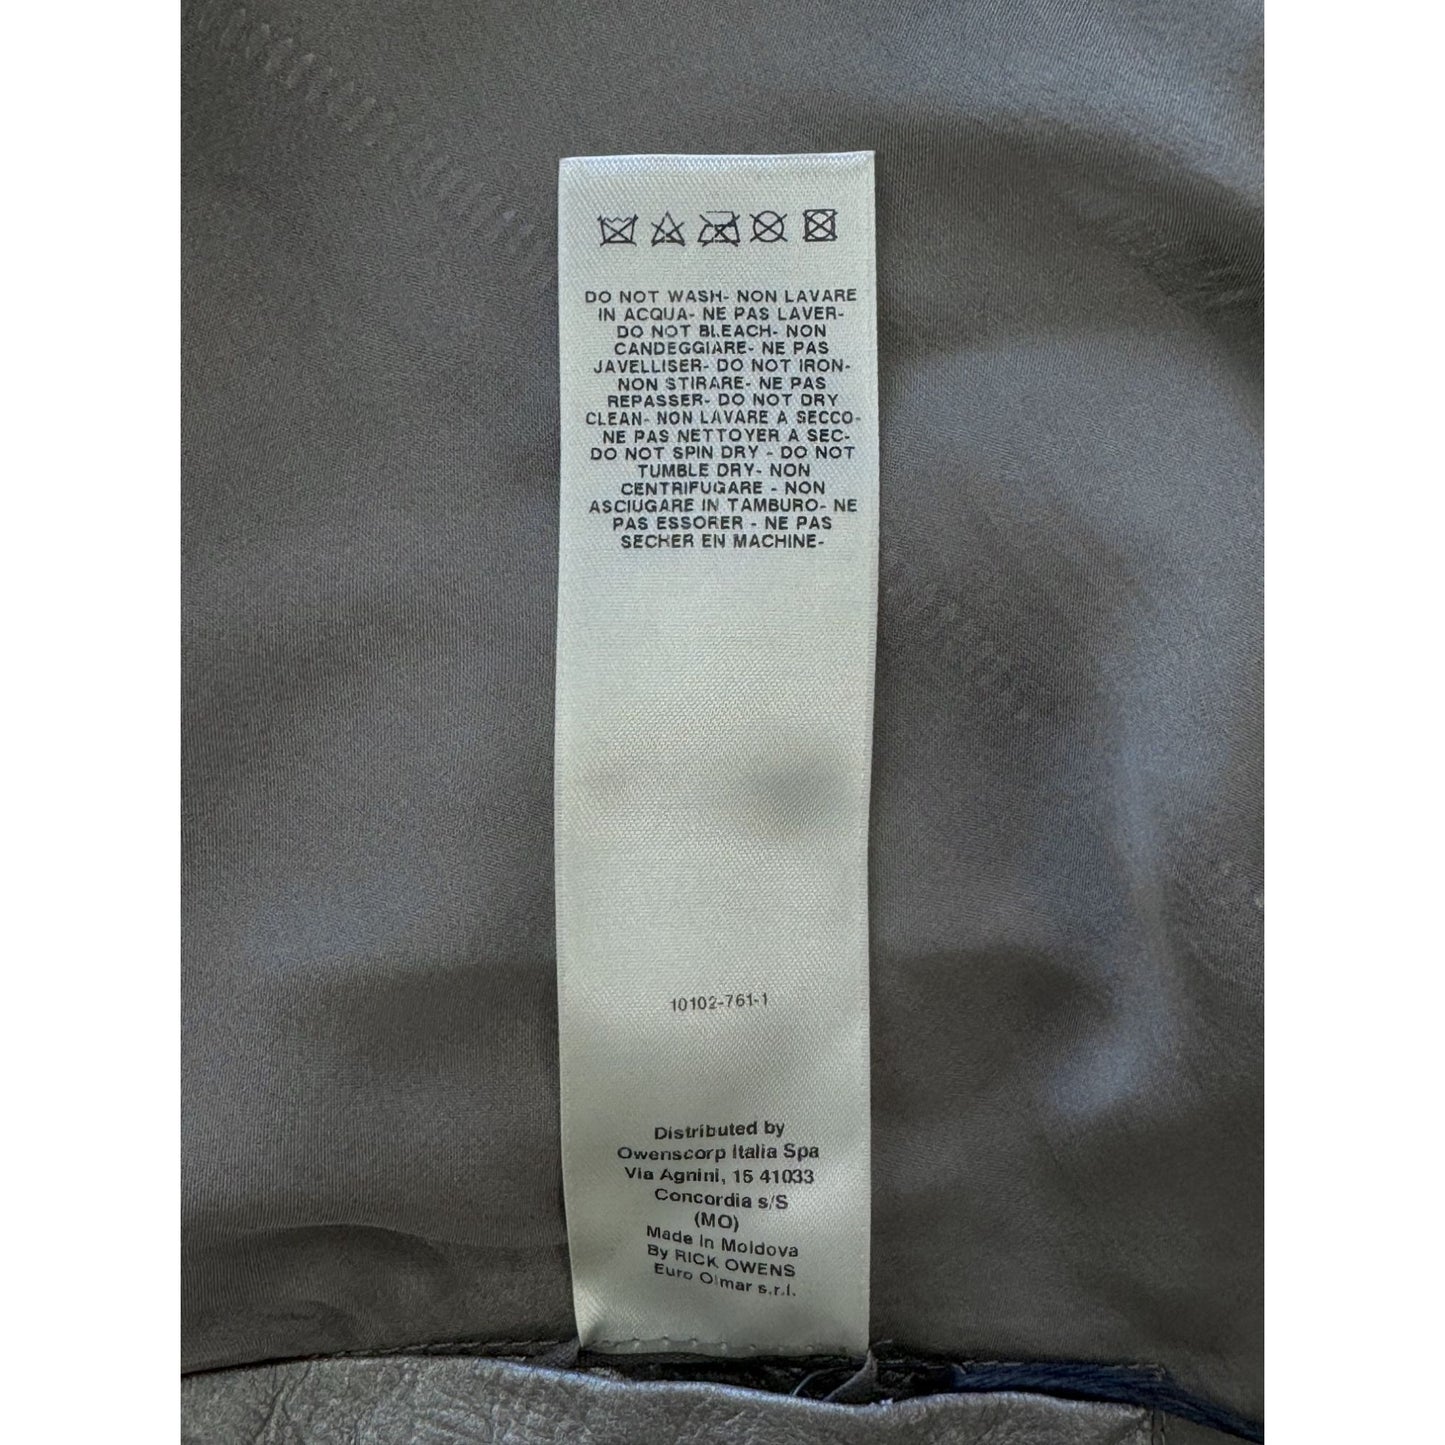 DO NOT WASH- NON LAVARE
IN ACQUA- NE PAS LAVER-
DO NOT BLEACH- NON
CANDEGGIARE- NE PAS
JAVELLISER- DO NOT IRON-
NON STIRARE- NE PAS
REPASSER- DO NOT DRY
CLEAN- NON LAVARE A SECCO-
NE PAS NETTOYER A SEC-
DO NOT SPIN DRY - DO NOT
TUMBLE DRY- NON
CENTRIFUGARE - NON
ASCIUGARE IN TAMBURO- NE
PAS ESSORER - NE PAS
SECHER EN MACHINE-
10102-761-1
Distributed by
Owenscorp Italia Spa
Via Agnini, 15 41033
Concordia s/S
(MO)
Made in Moldova
By RICK OWENS
Euro Olmar s.r.l.